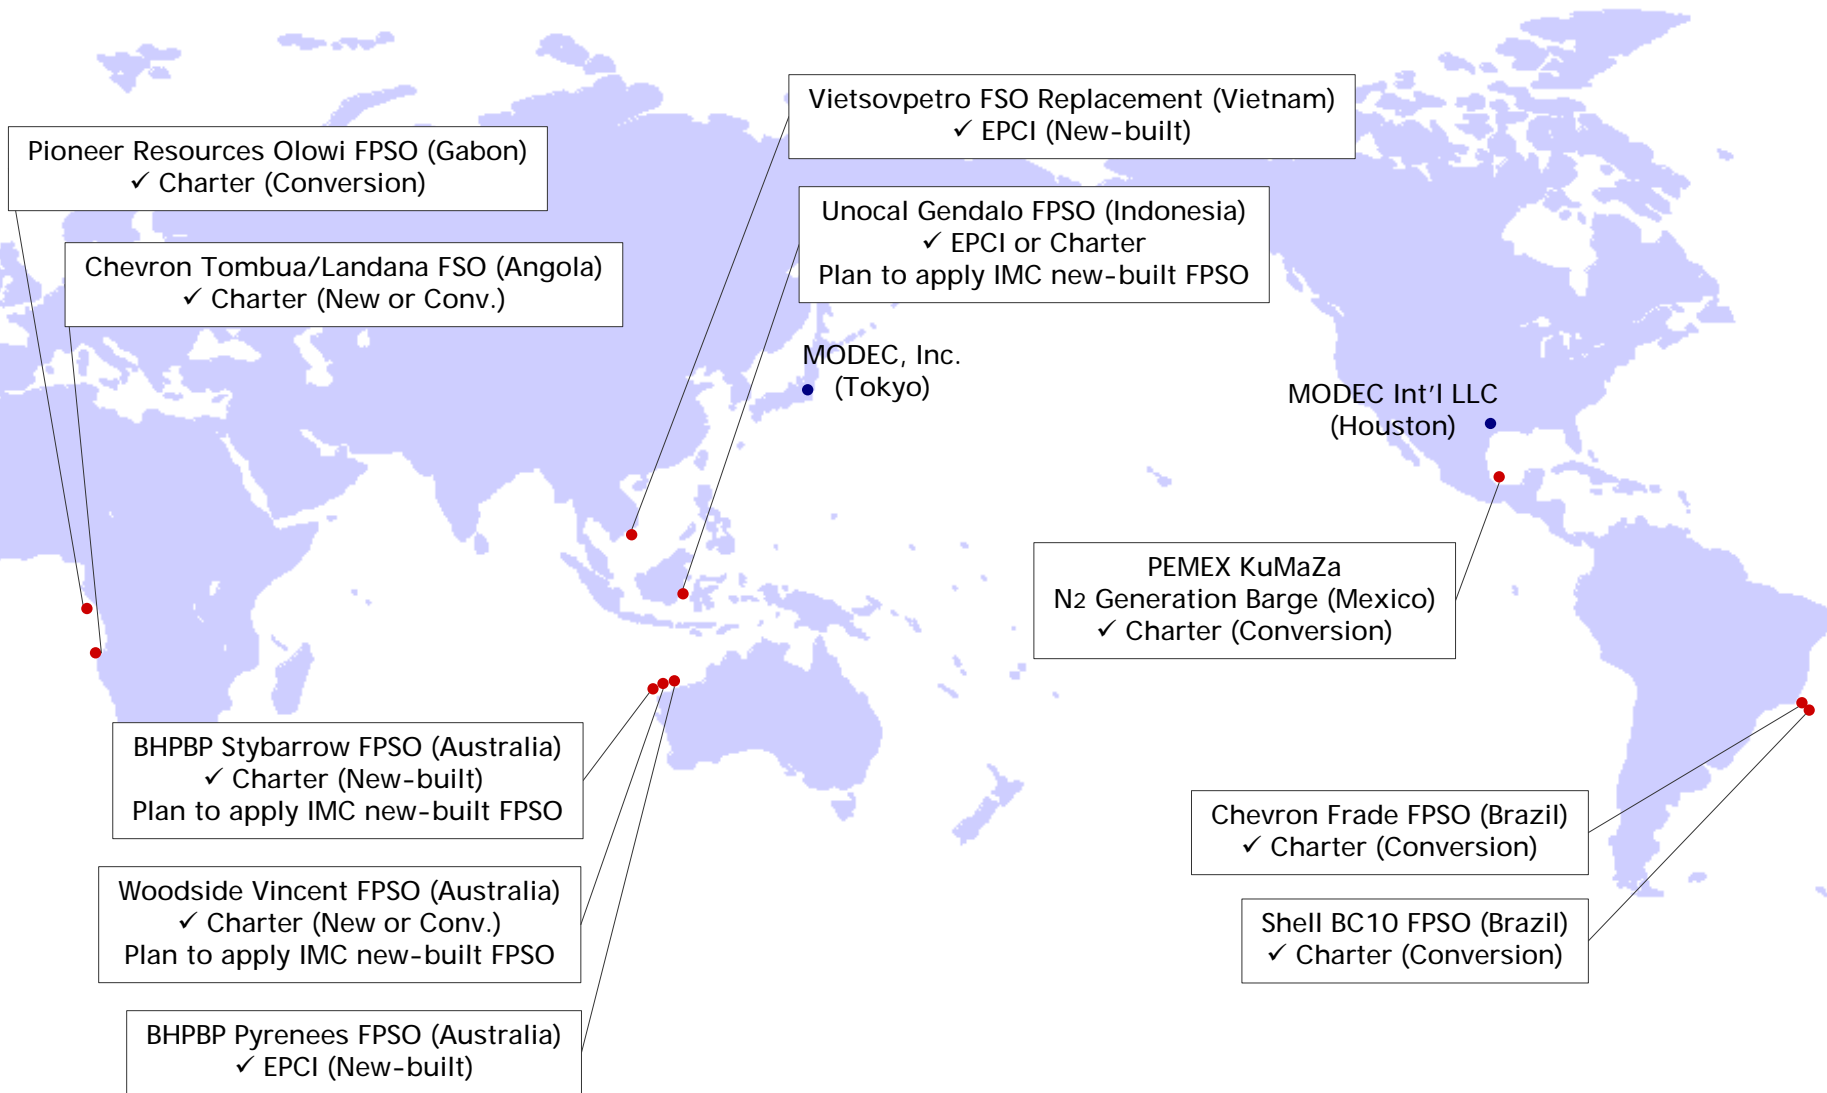 Vietsovpetro FSO Replacement (Vietnam)
✓ EPCI (New-built)
Pioneer Resources Olowi FPSO (Gabon)
✓ Charter (Conversion)
Unocal Gendalo FPSO (Indonesia)
✓ EPCI or Charter
Plan to apply IMC new-built FPSO
Chevron Tombua/Landana FSO (Angola)
✓ Charter (New or Conv.)
MODEC, Inc.
(Tokyo)
MODEC Int'l LLC
(Houston)
PEMEX KuMaZa
N2 Generation Barge (Mexico)
✓ Charter (Conversion)
BHPBP Stybarrow FPSO (Australia)
✓ Charter (New-built)
Plan to apply IMC new-built FPSO
Chevron Frade FPSO (Brazil)
✓ Charter (Conversion)
Woodside Vincent FPSO (Australia)
✓ Charter (New or Conv.)
Plan to apply IMC new-built FPSO
Shell BC10 FPSO (Brazil)
✓ Charter (Conversion)
BHPBP Pyrenees FPSO (Australia)
✓ EPCI (New-built)